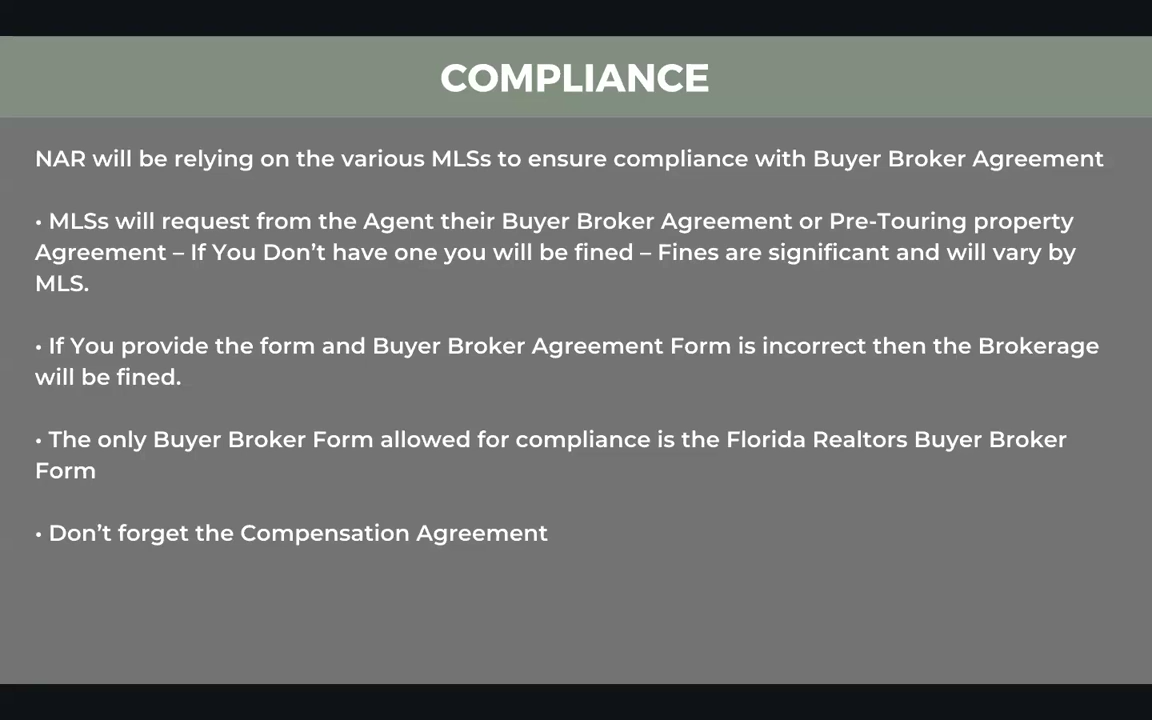 COMPLIANCE
NAR will be relying on the various MLSs to ensure compliance with Buyer Broker Agreement
• MLSs will request from the Agent their Buyer Broker Agreement or Pre-Touring property
Agreement – If You Don’t have one you will be fined – Fines are significant and will vary by
MLS.
• If You provide the form and Buyer Broker Agreement Form is incorrect then the Brokerage
will be fined.
• The only Buyer Broker Form allowed for compliance is the Florida Realtors Buyer Broker
Form
• Don’t forget the Compensation Agreement